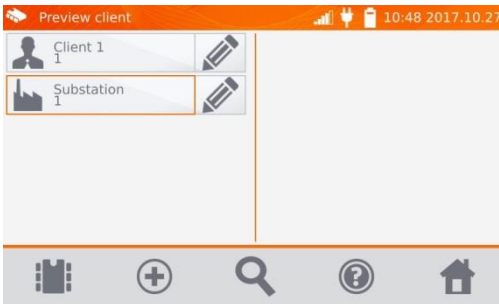 Preview client
10:48 2017.10.27
Client 1
1
Substation
1